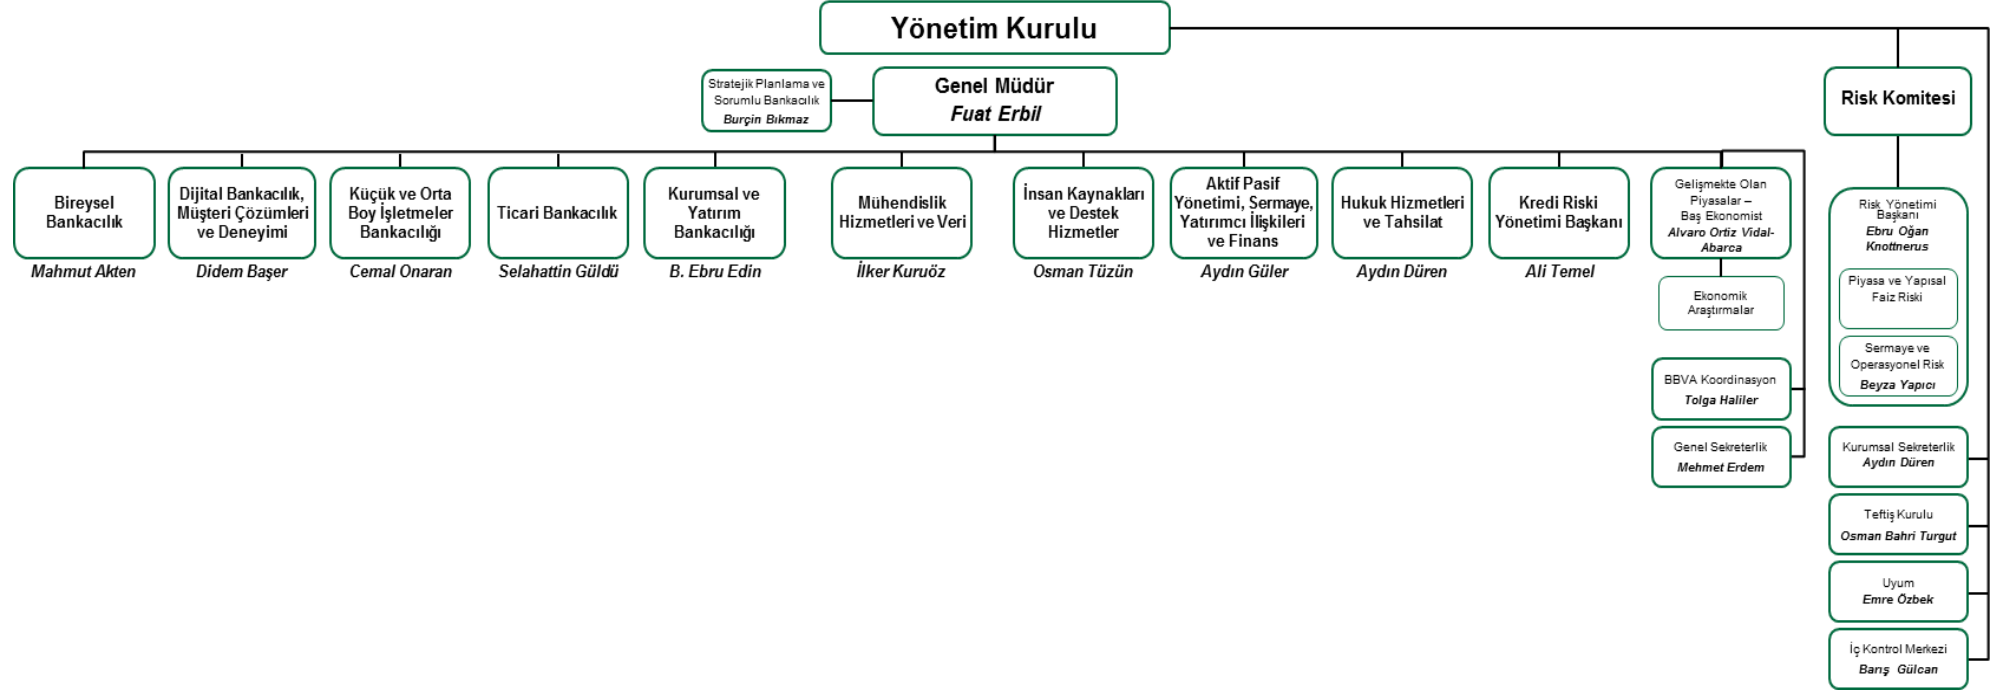 Yönetim Kurulu
Stratejik Planlama ve
Sorumlu Bankacılık
Burçin Bıkmaz
Genel Müdür
Fuat Erbil
Risk Komitesi
Bireysel
Bankacılık
Mahmut Akten
Dijital Bankacılık,
Müşteri Çözümleri
ve Deneyimi
Didem Başer
Küçük ve Orta
Boy İşletmeler
Bankacılığı
Cemal Onaran
Ticari Bankacılık
Selahattin Güldü
Kurumsal ve
Yatırım
Bankacılığı
B. Ebru Edin
Mühendislik
Hizmetleri ve Veri
İlker Kuruöz
İnsan Kaynakları
ve Destek
Hizmetler
Osman Tüzün
Aktif Pasif
Yönetimi, Sermaye,
Yatırımcı İlişkileri
ve Finans
Aydın Güler
Hukuk Hizmetleri
ve Tahsilat
Aydın Düren
Kredi Riski
Yönetimi Başkanı
Ali Temel
Gelişmekte Olan
Piyasalar –
Baş Ekonomist
Alvaro Ortiz Vidal-
Abarca
Ekonomik
Araştırmalar
BBVA Koordinasyon
Tolga Haliler
Genel Sekreterlik
Mehmet Erdem
Risk Yönetimi
Başkanı
Ebru Oğan
Knottnerus
Piyasa ve Yapısal
Faiz Riski
Sermaye ve
Operasyonel Risk
Beyza Yapıcı
Kurumsal Sekreterlik
Aydın Düren
Teftiş Kurulu
Osman Bahri Turgut
Uyum
Emre Özbek
İç Kontrol Merkezi
Barış Gülcan